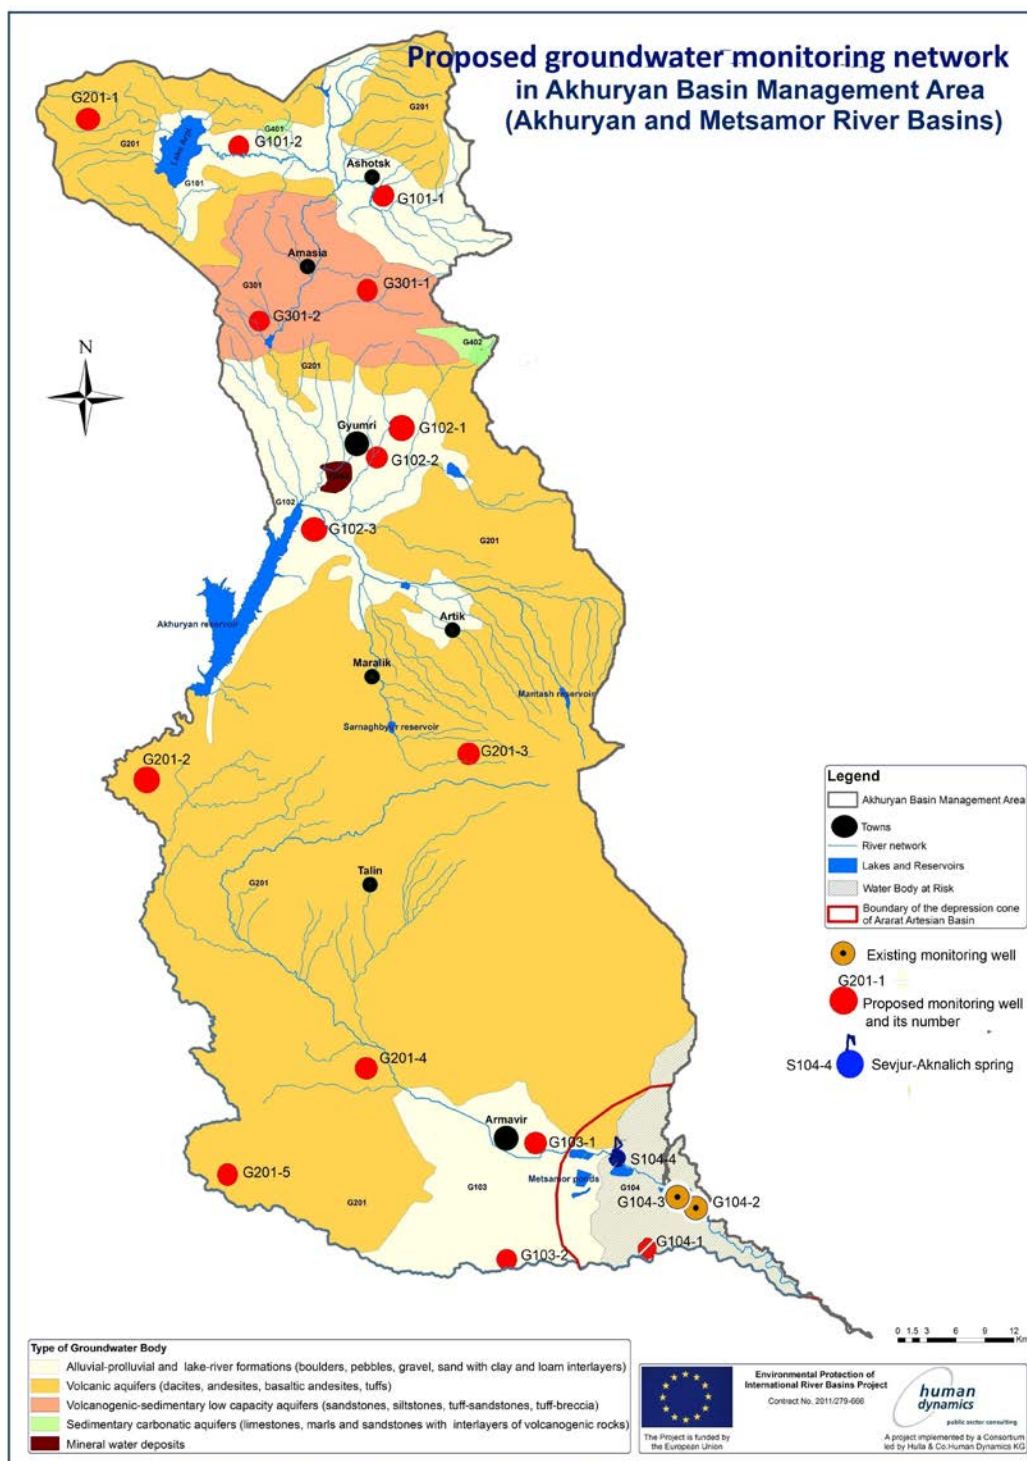 Proposed groundwater monitoring network
in Akhuryan Basin Management Area
(Akhuryan and Metsamor River Basins)
G201-1
G201
G401
G201
Lake Arpi
G101-2
Ashotsk
G101
G101-1
Amasia
G301
G301-1
G301-2
G402
N
G201
G102-1
Gyumri
G102-2
G102
G102-3
G201
Artik
Akhuryan reservoir
Maralik
Mantash reservoir
Sarnaghbyur reservoir
G201-3
G201-2
Talin
G201
G201-4
Armavir
G103-1
S104-4
Metsamor ponds
G201-5
G103
G104
G104-3
G104-2
G201
G104-1
G103-2
Legend
Akhuryan Basin Management Area
Towns
River network
Lakes and Reservoirs
Water Body at Risk
Boundary of the depression cone
of Ararat Artesian Basin
Existing monitoring well
G201-1
Proposed monitoring well
and its number
S104-4
Sevjur-Aknalich spring
0 1.5 3 6 9 12
Km
Type of Groundwater Body
Alluvial-prolluvial and lake-river formations (boulders, pebbles, gravel, sand with clay and loam interlayers)
Volcanic aquifers (dacites, andesites, basaltic andesites, tuffs)
Volcanogenic-sedimentary low capacity aquifers (sandstones, siltstones, tuff-sandstones, tuff-breccia)
Sedimentary carbonatic aquifers (limestones, marls and sandstones with interlayers of volcanogenic rocks)
Mineral water deposits
Environmental Protection of
International River Basins Project
Contract No. 2011/279-666
The Project is funded by
the European Union
human
dynamics
public sector consulting
A project implemented by a Consortium
led by Hulla & Co.Human Dynamics KG